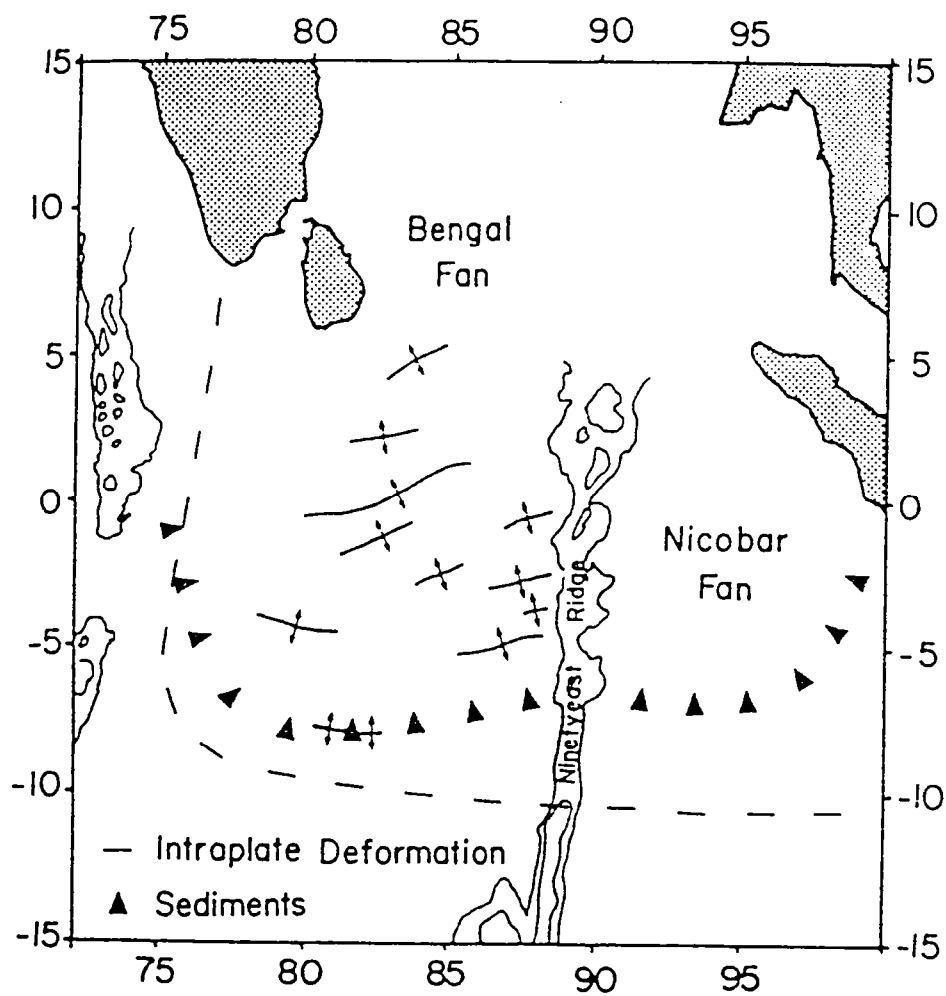 75 80 85 90 95
15 15
10 10
Bengal
Fan
5 5
0 0
Nicobar
Fan
Ninetyeast Ridge
-5 -5
-10 -10
— Intraplate Deformation
▲ Sediments
-15 -15
75 80 85 90 95